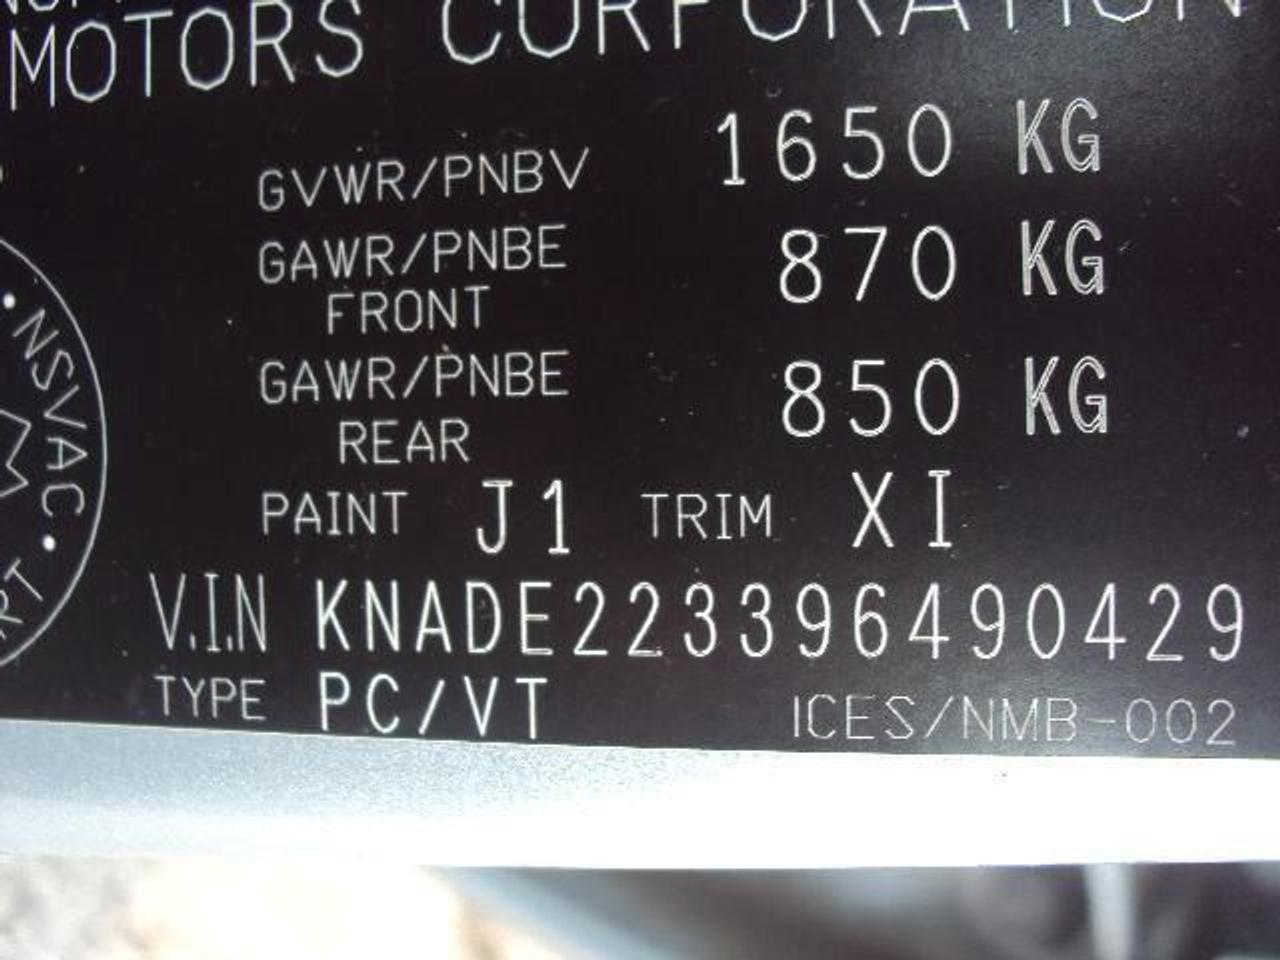 MOTORS CORPORATION
GVWR/PNBV 1650 KG
GAWR/PNBE 870 KG
FRONT
GAWR/PNBE 850 KG
REAR
PAINT J1 TRIM XI
V.I.N KNADE223396490429
TYPE PC/VT ICES/NMB-002
NSVAC